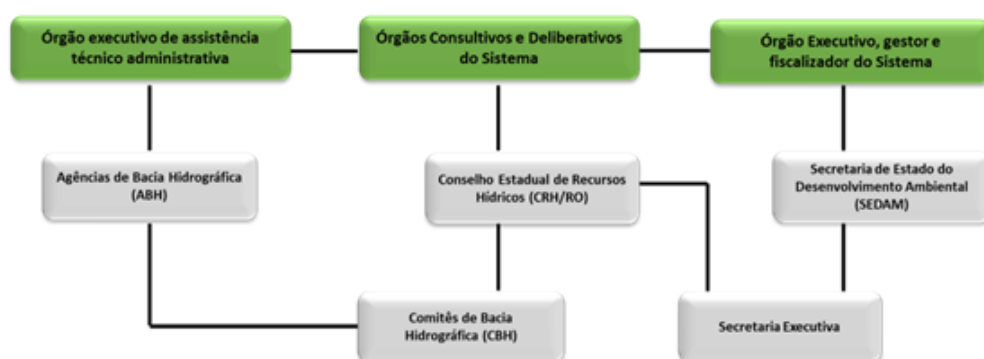 Órgão executivo de assistência
técnico administrativa
Órgãos Consultivos e Deliberativos
do Sistema
Órgão Executivo, gestor e
fiscalizador do Sistema
Agências de Bacia Hidrográfica
(ABH)
Conselho Estadual de Recursos
Hídricos (CRH/RO)
Secretaria de Estado do
Desenvolvimento Ambiental
(SEDAM)
Comitês de Bacia
Hidrográfica (CBH)
Secretaria Executiva